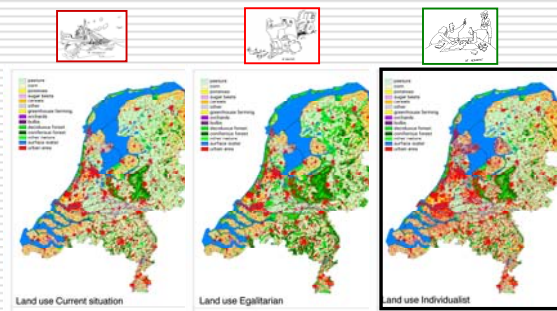 pasture
corn
potatoes
sugar beets
cereals
other
greenhouse farming
orchards
bulbs
deciduous forest
coniferous forest
other nature
surface water
urban area
Land use Current situation
pasture
corn
potatoes
sugar beets
cereals
other
greenhouse farming
orchards
bulbs
deciduous forest
coniferous forest
other nature
surface water
urban area
Land use Egalitarian
pasture
corn
potatoes
sugar beets
cereals
other
greenhouse farming
orchards
bulbs
deciduous forest
coniferous forest
other nature
surface water
urban area
Land use Individualist